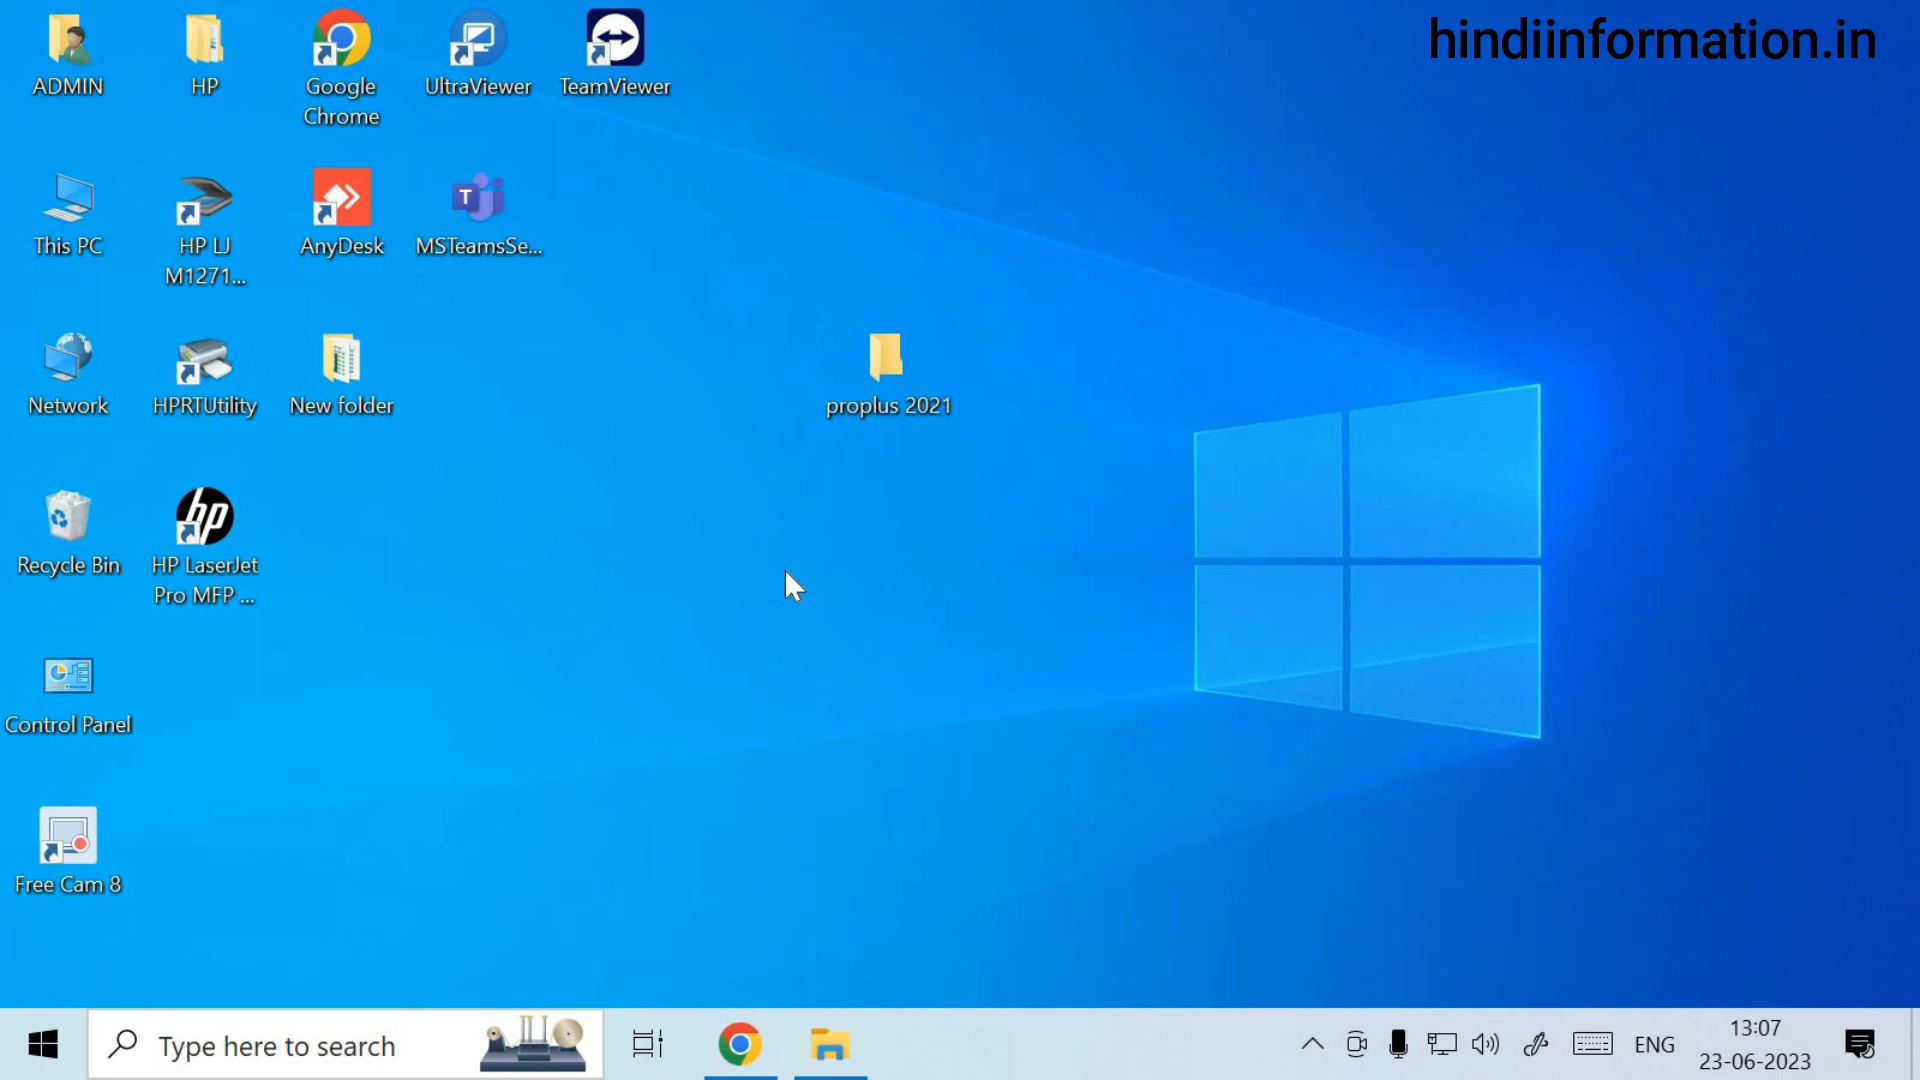 hindiinformation.in
ADMIN
HP
Google
Chrome
UltraViewer
TeamViewer
This PC
HP LJ
M1271...
AnyDesk
T
MSTeamsSe...
Network
HPRTUtility
New folder
proplus 2021
Recycle Bin
hp
HP LaserJet
Pro MFP ...
Control Panel
Free Cam 8
Type here to search
ENG
13:07
23-06-2023